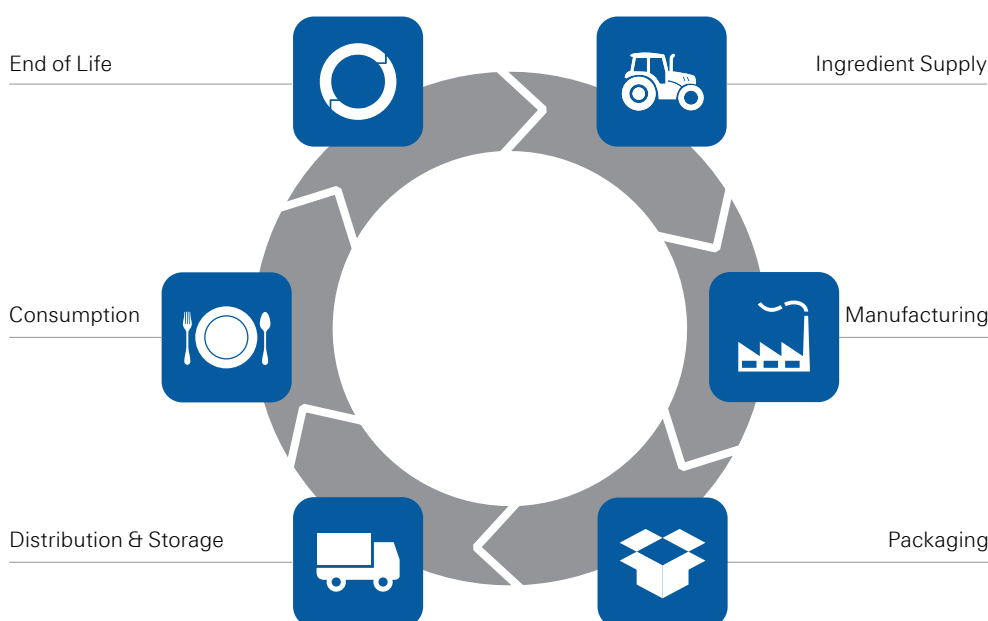 End of Life
Ingredient Supply
Consumption
Manufacturing
Distribution & Storage
Packaging